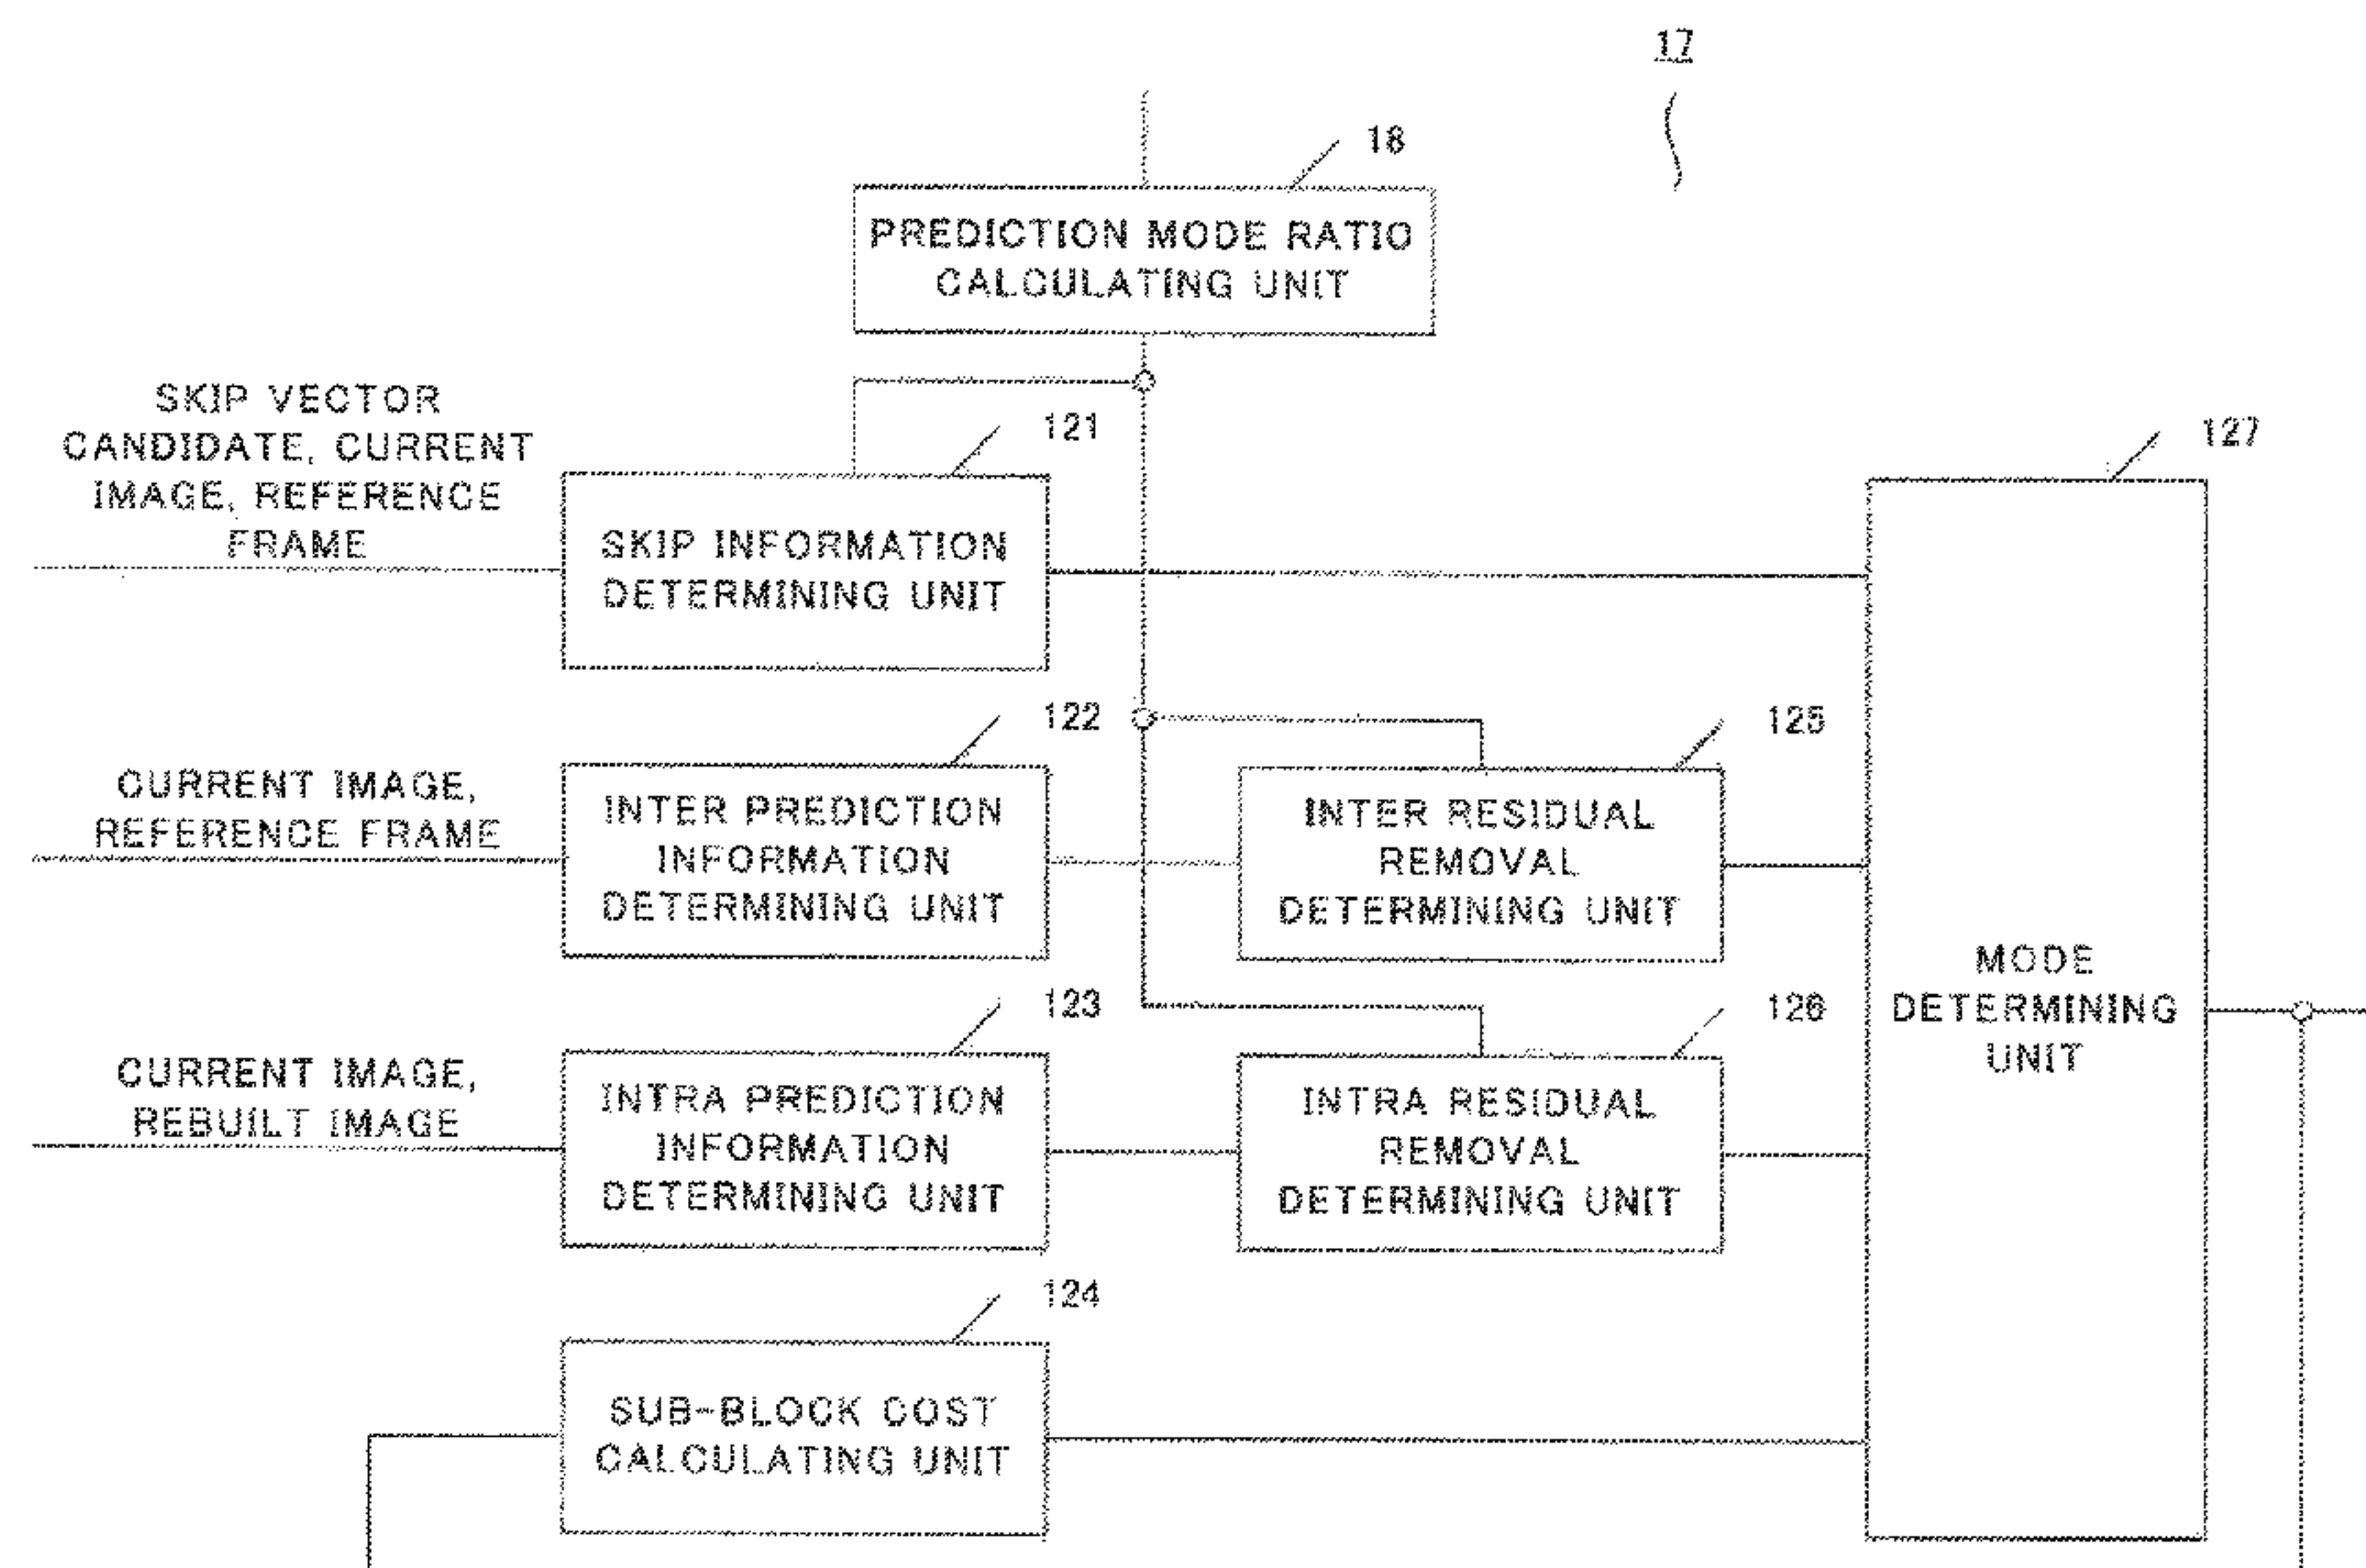 17
18
PREDICTION MODE RATIO
CALCULATING UNIT
SKIP VECTOR
CANDIDATE, CURRENT
IMAGE, REFERENCE
FRAME
121
SKIP INFORMATION
DETERMINING UNIT
127
MODE
DETERMINING
UNIT
CURRENT IMAGE,
REFERENCE FRAME
122
INTER PREDICTION
INFORMATION
DETERMINING UNIT
125
INTER RESIDUAL
REMOVAL
DETERMINING UNIT
CURRENT IMAGE,
REBUILT IMAGE
123
INTRA PREDICTION
INFORMATION
DETERMINING UNIT
126
INTRA RESIDUAL
REMOVAL
DETERMINING UNIT
124
SUB-BLOCK COST
CALCULATING UNIT